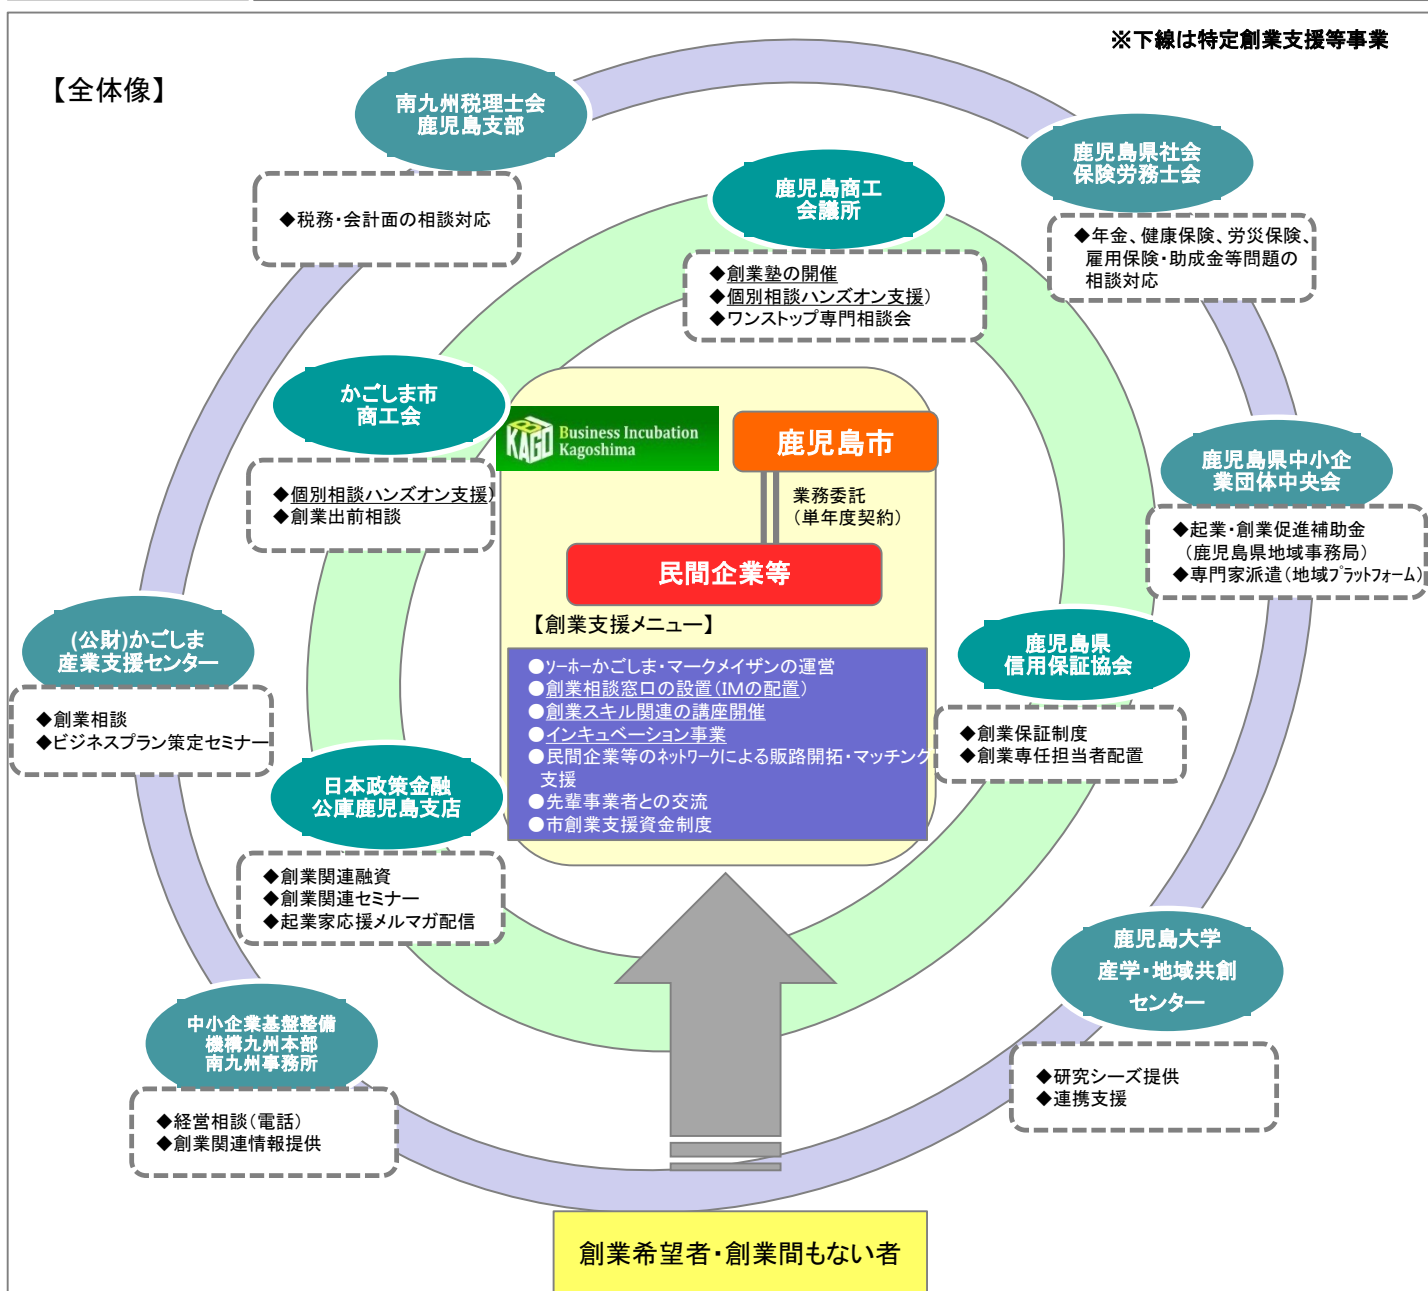 ※下線は特定創業支援等事業
【全体像】
南九州税理士会
鹿児島支部
◆税務・会計面の相談対応
鹿児島県社会
保険労務士会
◆年金、健康保険、労災保険、
雇用保険・助成金等問題の
相談対応
鹿児島商工
会議所
◆創業塾の開催
◆個別相談ハンズオン支援）
◆ワンストップ専門相談会
かごしま市
商工会
◆個別相談ハンズオン支援）
◆創業出前相談
KAGO
Business Incubation
Kagoshima
鹿児島市
業務委託
（単年度契約）
民間企業等
【創業支援メニュー】
●ｿｰﾎｰかごしま・マークメイザンの運営
●創業相談窓口の設置（IMの配置）
●創業スキル関連の講座開催
●インキュベーション事業
●民間企業等のﾈｯﾄﾜｰｸによる販路開拓・マッチング
支援
●先輩事業者との交流
●市創業支援資金制度
鹿児島県中小企
業団体中央会
◆起業・創業促進補助金
（鹿児島県地域事務局）
◆専門家派遣（地域ﾌﾟﾗｯﾄﾌｫｰﾑ）
(公財)かごしま
産業支援センター
◆創業相談
◆ビジネスプラン策定セミナー
鹿児島県
信用保証協会
◆創業保証制度
◆創業専任担当者配置
日本政策金融
公庫鹿児島支店
◆創業関連融資
◆創業関連セミナー
◆起業家応援メルマガ配信
鹿児島大学
産学・地域共創
センター
◆研究シーズ提供
◆連携支援
中小企業基盤整備
機構九州本部
南九州事務所
◆経営相談（電話）
◆創業関連情報提供
創業希望者・創業間もない者